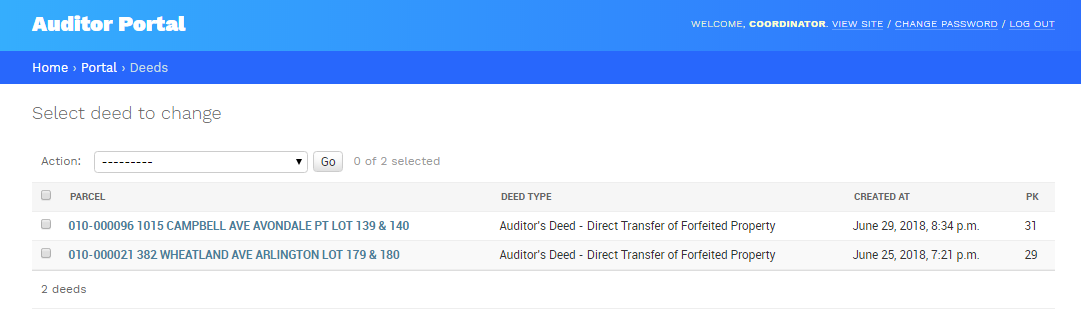 Auditor Portal
WELCOME, COORDINATOR. VIEW SITE / CHANGE PASSWORD / LOG OUT
Home › Portal › Deeds
Select deed to change
Action: --------- Go 0 of 2 selected
PARCEL DEED TYPE CREATED AT PK
010-000096 1015 CAMPBELL AVE AVONDALE PT LOT 139 & 140 Auditor's Deed - Direct Transfer of Forfeited Property June 29, 2018, 8:34 p.m. 31
010-000021 382 WHEATLAND AVE ARLINGTON LOT 179 & 180 Auditor's Deed - Direct Transfer of Forfeited Property June 25, 2018, 7:21 p.m. 29
2 deeds